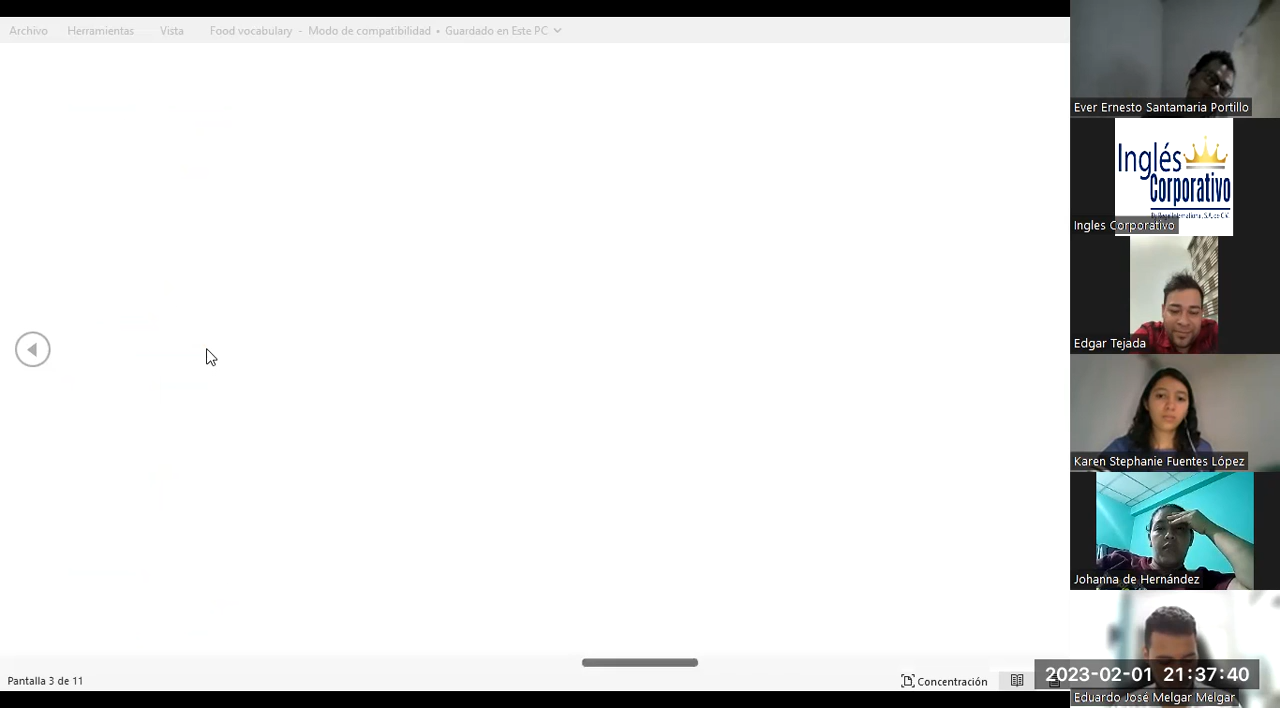 Archivo Herramientas Vista Food vocabulary - Modo de compatibilidad • Guardado en Este PC
Ever Ernesto Santamaria Portillo
Inglés
Corporativo
Ingles Corporativo
Edgar Tejada
Karen Stephanie Fuentes López
Johanna de Hernández
2023-02-01 21:37:40
Eduardo José Melgar Melgar
Pantalla 3 de 11
Concentración